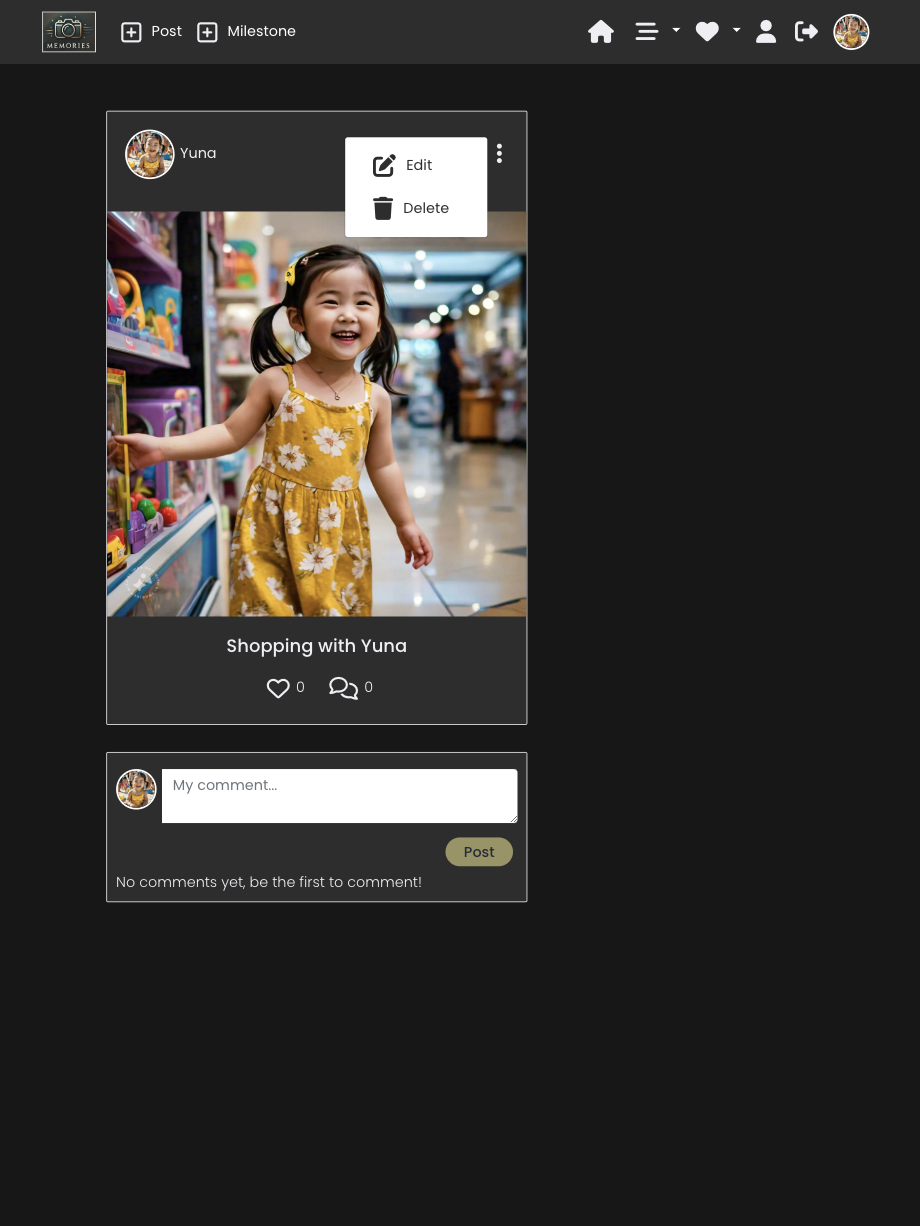 MEMORIES
Post
Milestone
Yuna
Edit
Delete
Shopping with Yuna
0
0
My comment...
Post
No comments yet, be the first to comment!